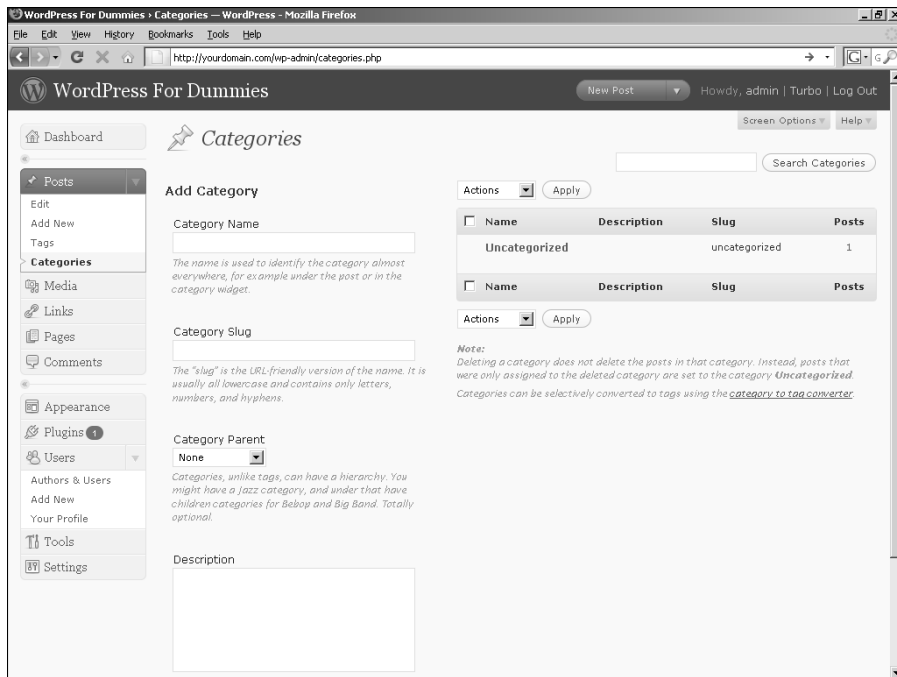 WordPress For Dummies › Categories — WordPress - Mozilla Firefox
File Edit View History Bookmarks Tools Help
http://yourdomain.com/wp-admin/categories.php
WordPress For Dummies
New Post
Howdy, admin | Turbo | Log Out
Screen Options
Help
Dashboard
Posts
Edit
Add New
Tags
Categories
Media
Links
Pages
Comments
Appearance
Plugins 1
Users
Authors & Users
Add New
Your Profile
Tools
Settings
Categories
Search Categories
Add Category
Category Name
The name is used to identify the category almost
everywhere, for example under the post or in the
category widget.
Category Slug
The "slug" is the URL-friendly version of the name. It is
usually all lowercase and contains only letters,
numbers, and hyphens.
Category Parent
None
Categories, unlike tags, can have a hierarchy. You
might have a Jazz category, and under that have
children categories for Bebop and Big Band. Totally
optional.
Description
Actions Apply
Name Description Slug Posts
Uncategorized uncategorized 1
Name Description Slug Posts
Actions Apply
Note:
Deleting a category does not delete the posts in that category. Instead, posts that
were only assigned to the deleted category are set to the category Uncategorized.
Categories can be selectively converted to tags using the category to tag converter.